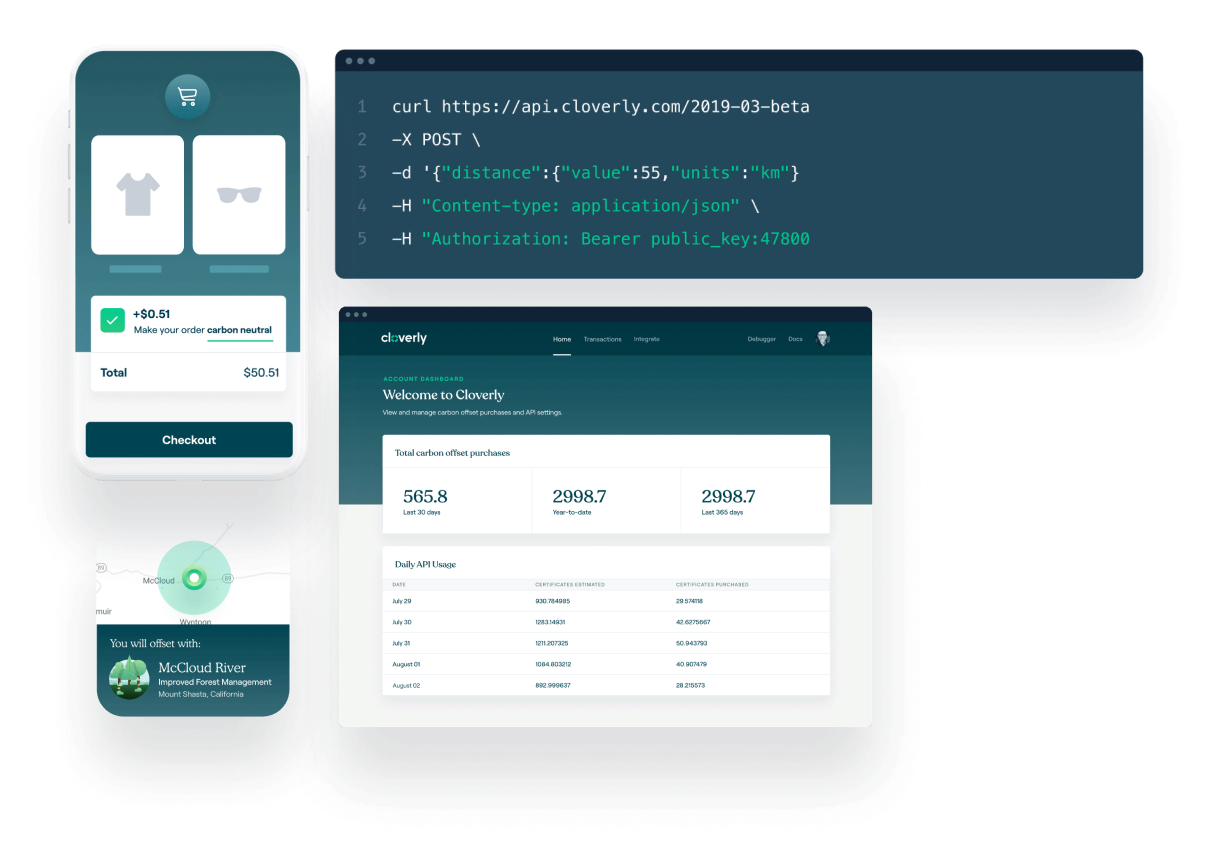 +$0.51
Make your order carbon neutral
Total $50.51
Checkout
89
McCloud
89
muir
Wyntoon
You will offset with:
McCloud River
Improved Forest Management
Mount Shasta, California
1 curl https://api.cloverly.com/2019-03-beta
2 -X POST \
3 -d '{"distance":{"value":55,"units":"km"}
4 -H "Content-type: application/json" \
5 -H "Authorization: Bearer public_key:47800
cloverly Home Transactions Integrate Debugger Docs
ACCOUNT DASHBOARD
Welcome to Cloverly
View and manage carbon offset purchases and API settings.
Total carbon offset purchases
565.8 2998.7 2998.7
Last 30 days Year-to-date Last 365 days
Daily API Usage
DATE CERTIFICATES ESTIMATED CERTIFICATES PURCHASED
July 29 930.784985 29.574118
July 30 1283.14931 42.6275667
July 31 1211.207325 50.943793
August 01 1084.803212 40.907479
August 02 892.999637 28.215573